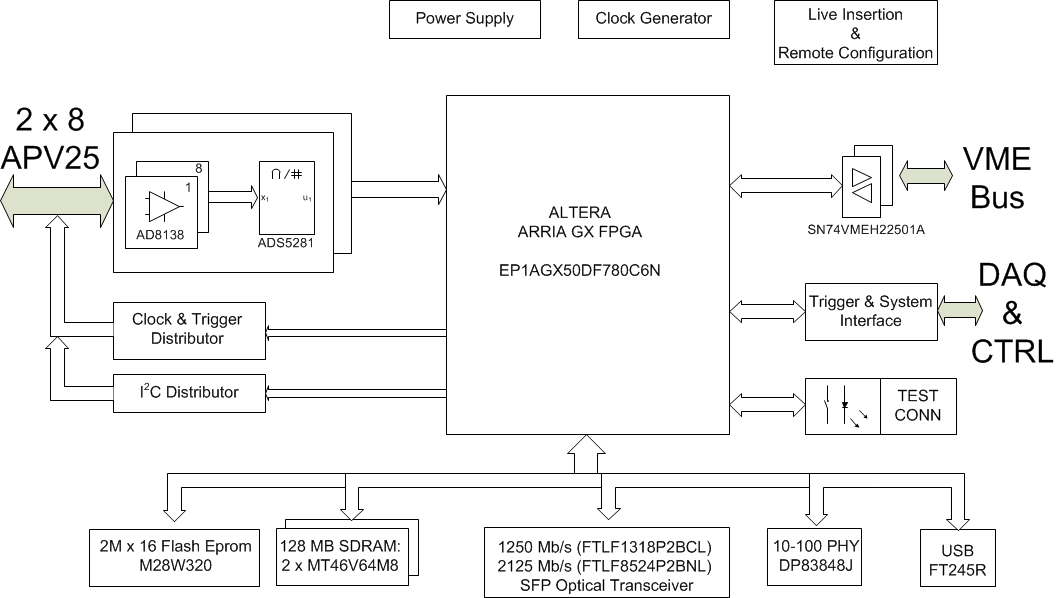 Power Supply
Clock Generator
Live Insertion
&
Remote Configuration
2 x 8
APV25
8
1
AD8138
∩/#
x1
u1
ADS5281
ALTERA
ARRIA GX FPGA
EP1AGX50DF780C6N
SN74VMEH22501A
VME
Bus
Clock & Trigger
Distributor
I²C Distributor
Trigger & System
Interface
DAQ
&
CTRL
TEST
CONN
2M x 16 Flash Eprom
M28W320
128 MB SDRAM:
2 x MT46V64M8
1250 Mb/s (FTLF1318P2BCL)
2125 Mb/s (FTLF8524P2BNL)
SFP Optical Transceiver
10-100 PHY
DP83848J
USB
FT245R